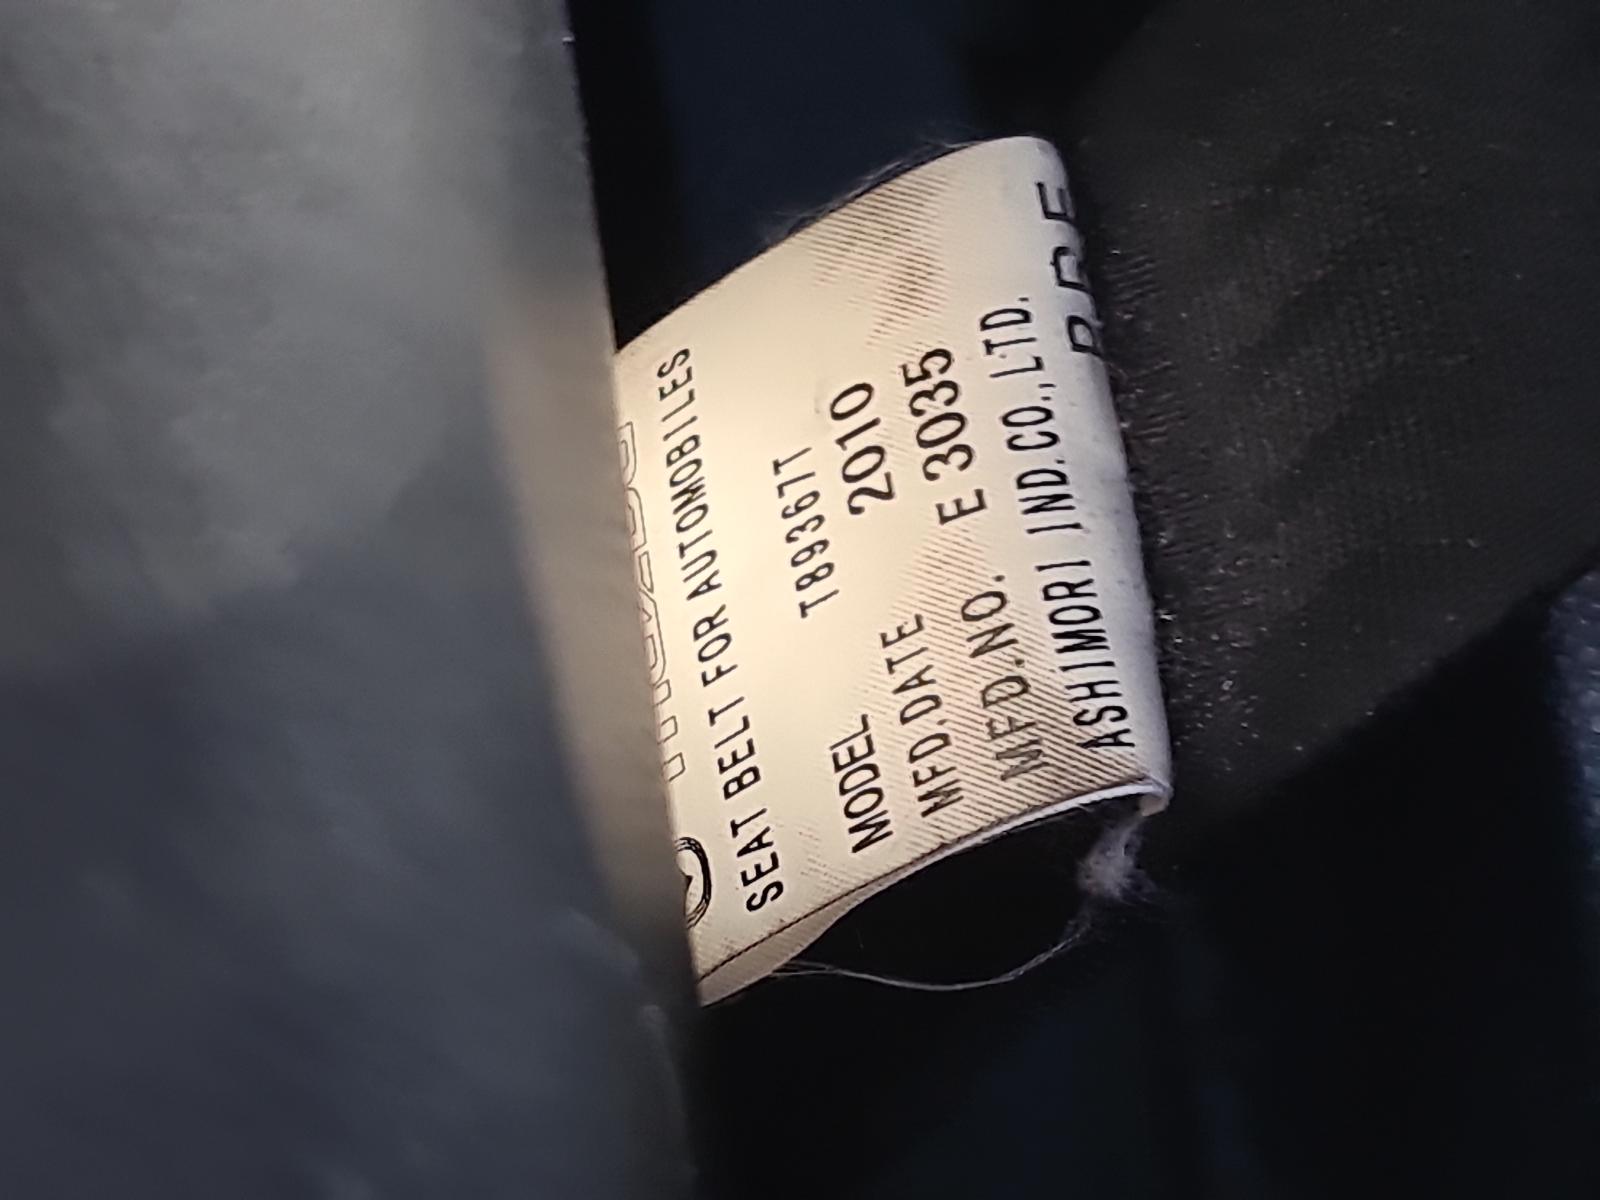 SEAT BELT FOR AUTOMOBILES
MODEL T89367T
MFD.DATE 2010
MFD.NO. E 3035
ASHIMORI IND.CO.,LTD.